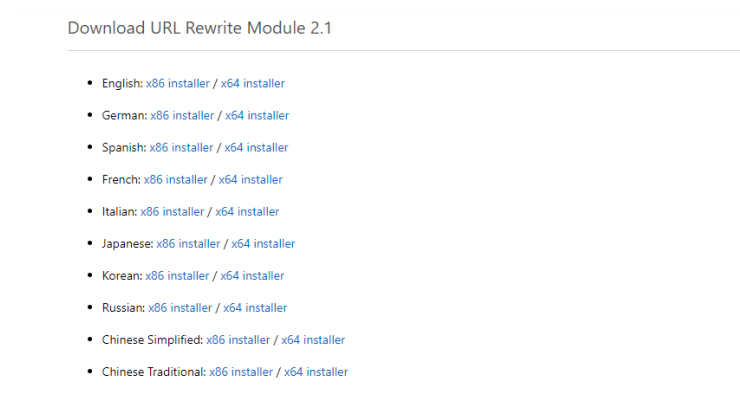 Download URL Rewrite Module 2.1
• English: x86 installer / x64 installer
• German: x86 installer / x64 installer
• Spanish: x86 installer / x64 installer
• French: x86 installer / x64 installer
• Italian: x86 installer / x64 installer
• Japanese: x86 installer / x64 installer
• Korean: x86 installer / x64 installer
• Russian: x86 installer / x64 installer
• Chinese Simplified: x86 installer / x64 installer
• Chinese Traditional: x86 installer / x64 installer